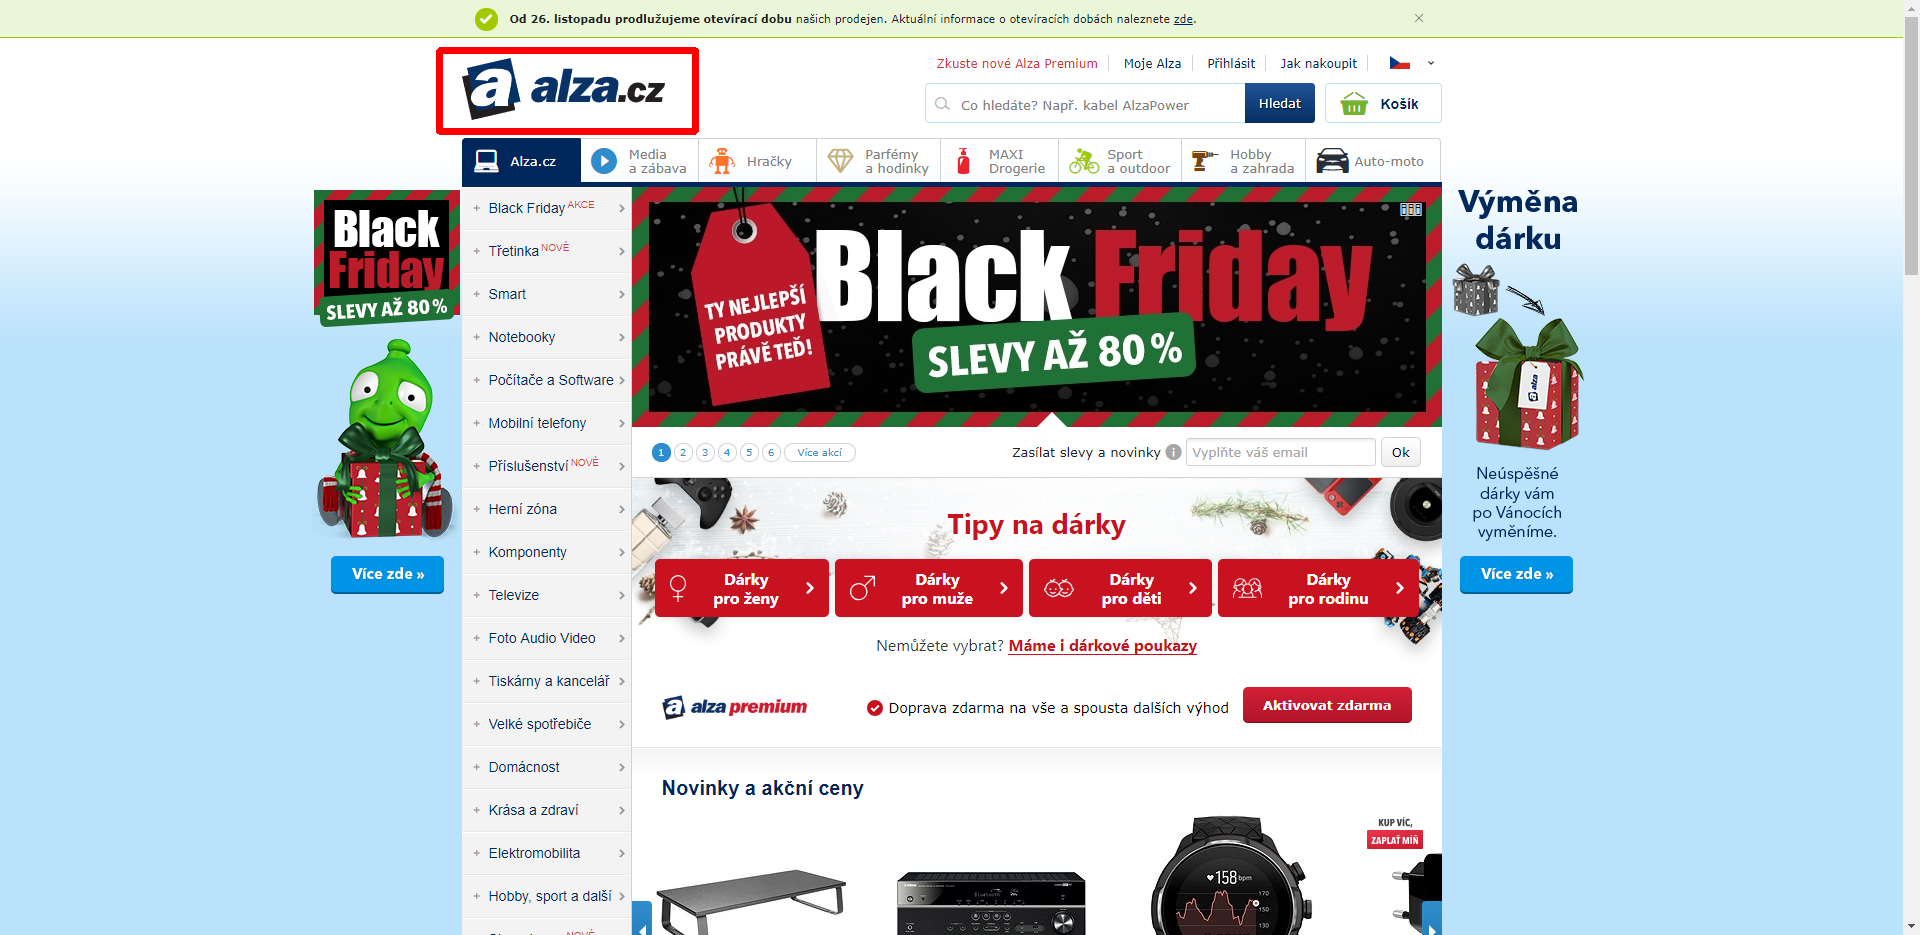 Od 26. listopadu prodlužujeme otevírací dobu našich prodejen. Aktuální informace o otevíracích dobách naleznete zde.
a alza.cz
Zkuste nové Alza Premium
Moje Alza
Přihlásit
Jak nakoupit
Co hledáte? Např. kabel AlzaPower
Hledat
Košík
Alza.cz
Media
a zábava
Hračky
Parfémy
a hodinky
MAXI
Drogerie
Sport
a outdoor
Hobby
a zahrada
Auto-moto
Black
Friday
SLEVY AŽ 80%
Více zde »
Black Friday AKCE
Třetinka NOVÉ
Smart
Notebooky
Počítače a Software
Mobilní telefony
Příslušenství NOVÉ
Herní zóna
Komponenty
Televize
Foto Audio Video
Tiskárny a kancelář
Velké spotřebiče
Domácnost
Krása a zdraví
Elektromobilita
Hobby, sport a další
NOVÉ
TY NEJLEPŠÍ
PRODUKTY
PRÁVĚ TEĎ!
Black Friday
SLEVY AŽ 80%
1 2 3 4 5 6 Více akcí
Zasílat slevy a novinky
Vyplňte váš email
Ok
Tipy na dárky
Dárky
pro ženy
Dárky
pro muže
Dárky
pro děti
Dárky
pro rodinu
Nemůžete vybrat? Máme i dárkové poukazy
a alza premium
Doprava zdarma na vše a spousta dalších výhod
Aktivovat zdarma
Novinky a akční ceny
Bluetooth
158 bpm
170
150
130
KUP VÍC,
ZAPLAŤ MÍŇ
Výměna
dárku
alza
Neúspěšné
dárky vám
po Vánocích
vyměníme.
Více zde »